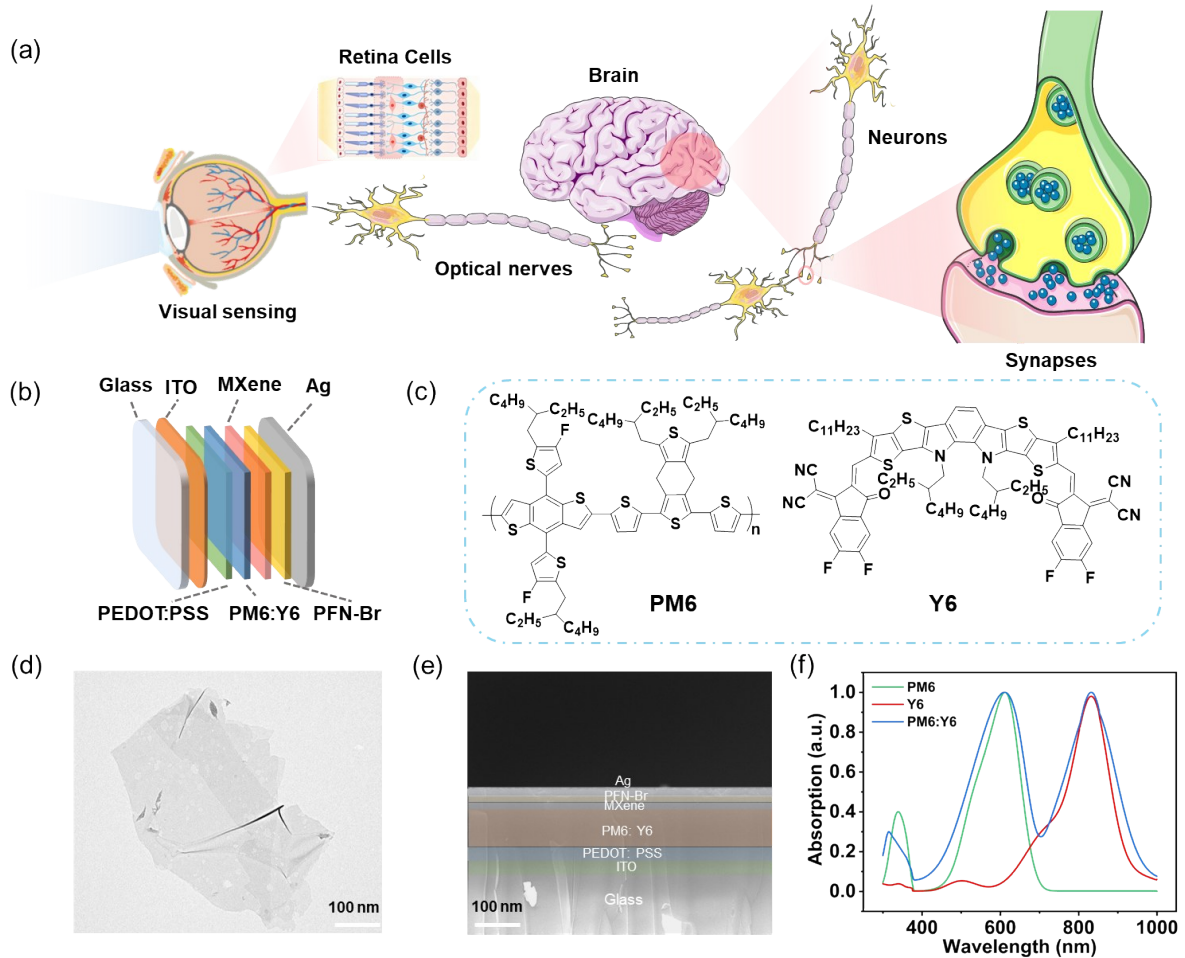 (a)
Retina Cells
Brain
Neurons
Optical nerves
Visual sensing
Synapses
(b)
Glass
ITO
MXene
Ag
PEDOT:PSS
PM6:Y6
PFN-Br
(c)
C4H9
C2H5
F
S
C2H5
C4H9
S
C2H5
C4H9
S
S
S
S
S
n
S
F
C2H5
C4H9
PM6
C11H23
S
S
N
N
S
S
C11H23
NC
CN
NC
O
C2H5
C4H9
C2H5
C4H9
O
CN
CN
F
F
F
F
Y6
(d)
100 nm
(e)
Ag
PFN-Br
MXene
PM6: Y6
PEDOT: PSS
ITO
Glass
100 nm
(f)
PM6
Y6
PM6:Y6
Absorption (a.u.)
1.0
0.8
0.6
0.4
0.2
0.0
400
600
800
1000
Wavelength (nm)